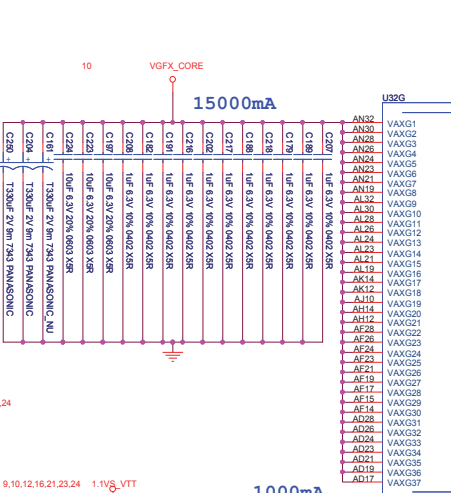 10
VGFX_CORE
15000mA
U32G
C250
T330uF 2V 9m 7343 PANASONIC
C204
T330uF 2V 9m 7343 PANASONIC
C161
T330uF 2V 9m 7343 PANASONIC_NU
C224
10uF 6.3V 20% 0603 X5R
C223
10uF 6.3V 20% 0603 X5R
C197
10uF 6.3V 20% 0603 X5R
C208
1uF 6.3V 10% 0402 X5R
C182
1uF 6.3V 10% 0402 X5R
C191
1uF 6.3V 10% 0402 X5R
C216
1uF 6.3V 10% 0402 X5R
C202
1uF 6.3V 10% 0402 X5R
C217
1uF 6.3V 10% 0402 X5R
C188
1uF 6.3V 10% 0402 X5R
C218
1uF 6.3V 10% 0402 X5R
C179
1uF 6.3V 10% 0402 X5R
C189
1uF 6.3V 10% 0402 X5R
C207
1uF 6.3V 10% 0402 X5R
AN32 VAXG1
AN30 VAXG2
AN28 VAXG3
AN26 VAXG4
AN24 VAXG5
AN23 VAXG6
AN21 VAXG7
AN19 VAXG8
AL32 VAXG9
AL30 VAXG10
AL28 VAXG11
AL26 VAXG12
AL24 VAXG13
AL23 VAXG14
AL21 VAXG15
AL19 VAXG16
AK14 VAXG17
AK12 VAXG18
AJ10 VAXG19
AH14 VAXG20
AH12 VAXG21
AF28 VAXG22
AF26 VAXG23
AF24 VAXG24
AF23 VAXG25
AF21 VAXG26
AF19 VAXG27
AF17 VAXG28
AF15 VAXG29
AF14 VAXG30
AD28 VAXG31
AD26 VAXG32
AD24 VAXG33
AD23 VAXG34
AD21 VAXG35
AD19 VAXG36
AD17 VAXG37
,24
9,10,12,16,21,23,24 1.1VS_VTT
1000mA